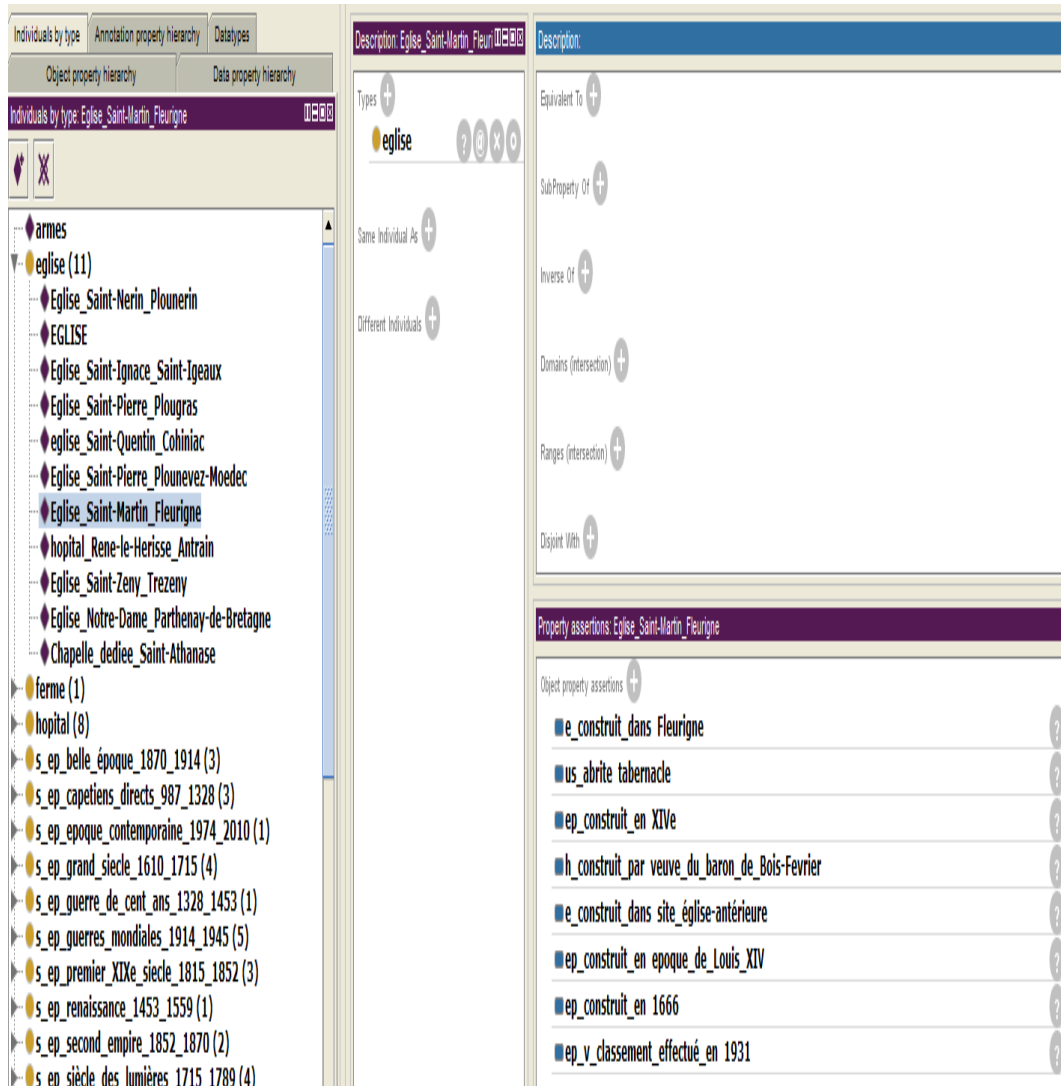 Individuals by type
Annotation property hierarchy
Datatypes
Object property hierarchy
Data property hierarchy
Individuals by type: Eglise_Saint-Martin_Fleurigne
armes
eglise (11)
Eglise_Saint-Nerin_Plounerin
EGLISE
Eglise_Saint-Ignace_Saint-Igeaux
Eglise_Saint-Pierre_Plougras
eglise_Saint-Quentin_Cohiniac
Eglise_Saint-Pierre_Plounevez-Moedec
Eglise_Saint-Martin_Fleurigne
hopital_Rene-le-Herisse_Antrain
Eglise_Saint-Zeny_Trezeny
Eglise_Notre-Dame_Parthenay-de-Bretagne
Chapelle_dediee_Saint-Athanase
ferme (1)
hopital (8)
s_ep_belle_époque_1870_1914 (3)
s_ep_capetiens_directs_987_1328 (3)
s_ep_epoque_contemporaine_1974_2010 (1)
s_ep_grand_siecle_1610_1715 (4)
s_ep_guerre_de_cent_ans_1328_1453 (1)
s_ep_guerres_mondiales_1914_1945 (5)
s_ep_premier_XIXe_siecle_1815_1852 (3)
s_ep_renaissance_1453_1559 (1)
s_ep_second_empire_1852_1870 (2)
s_ep_siècle_des_lumières_1715_1789 (4)
Description: Eglise_Saint-Martin_Fleuri
Types
eglise
Same Individual As
Different Individuals
Description:
Equivalent To
SubProperty Of
Inverse Of
Domains (intersection)
Ranges (intersection)
Disjoint With
Property assertions: Eglise_Saint-Martin_Fleurigne
Object property assertions
e_construit_dans Fleurigne
us_abrite tabernacle
ep_construit_en XIVe
h_construit_par veuve_du_baron_de_Bois-Fevrier
e_construit_dans site_église-antérieure
ep_construit_en epoque_de_Louis_XIV
ep_construit_en 1666
ep_v_classement_effectué_en 1931